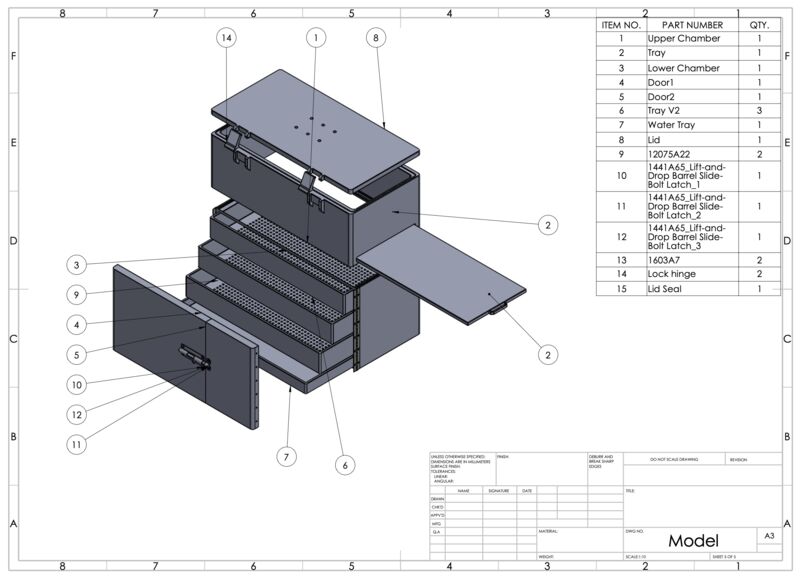 8 7 6 5 4 3 2 1
F F
E E
D D
C C
B B
A A
14 1 8
2
3
9
4
5
10
12
11
7 6
2
ITEM NO. PART NUMBER QTY.
1 Upper Chamber 1
2 Tray 1
3 Lower Chamber 1
4 Door1 1
5 Door2 1
6 Tray V2 3
7 Water Tray 1
8 Lid 1
9 12075A22 2
10 1441A65_Lift-and-
Drop Barrel Slide-
Bolt Latch_1 1
11 1441A65_Lift-and-
Drop Barrel Slide-
Bolt Latch_2 1
12 1441A65_Lift-and-
Drop Barrel Slide-
Bolt Latch_3 1
13 1603A7 2
14 Lock hinge 2
15 Lid Seal 1
UNLESS OTHERWISE SPECIFIED:
DIMENSIONS ARE IN MILLIMETERS
SURFACE FINISH:
TOLERANCES:
LINEAR:
ANGULAR:
FINISH:
DEBURR AND
BREAK SHARP
EDGES
DO NOT SCALE DRAWING REVISION
NAME SIGNATURE DATE
DRAWN
CHK'D
APPV'D
MFG
Q.A
TITLE:
MATERIAL:
DWG NO.
Model
A3
WEIGHT:
SCALE:1:10
SHEET 5 OF 5
8 7 6 5 4 3 2 1